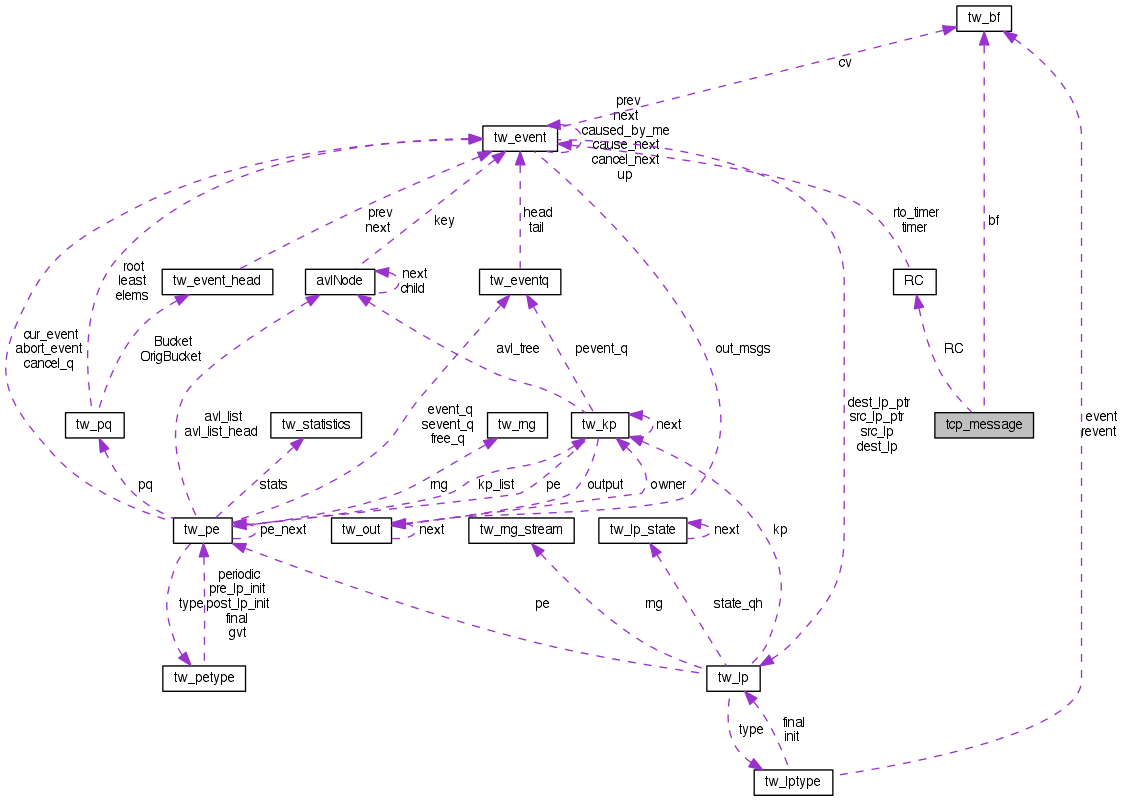 tw_bf
cv
prev
next
caused_by_me
cause_next
cancel_next
up
tw_event
rto_timer
timer
bf
prev
next
key
head
tail
root
least
elems
tw_event_head
avlNode
next
child
tw_eventq
RC
cur_event
abort_event
cancel_q
Bucket
OrigBucket
avl_tree
pevent_q
out_msgs
RC
dest_lp_ptr
src_lp_ptr
src_lp
dest_lp
event
revent
tw_pq
avl_list
avl_list_head
tw_statistics
event_q
sevent_q
free_q
tw_rng
tw_kp
next
tcp_message
pq
stats
rng
kp_list
pe
output
owner
tw_pe
pe_next
tw_out
next
tw_rng_stream
tw_lp_state
next
kp
type
periodic
pre_lp_init
post_lp_init
final
gvt
pe
rng
state_qh
tw_petype
tw_lp
type
final
init
tw_lptype